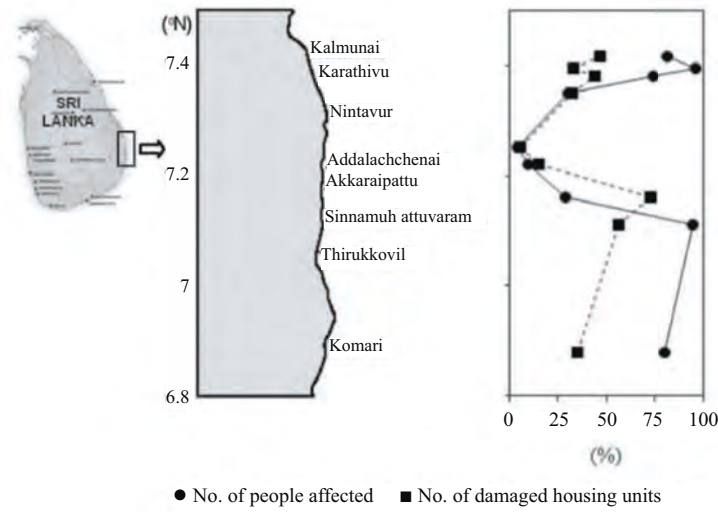 (°N)
7.4
7.2
7
6.8
SRI
LANKA
Kalmunai
Karathivu
Nintavur
Addalachchenai
Akkaraipattu
Sinnamuh attuvaram
Thirukkovil
Komari
0 25 50 75 100
(%)
● No. of people affected ■ No. of damaged housing units